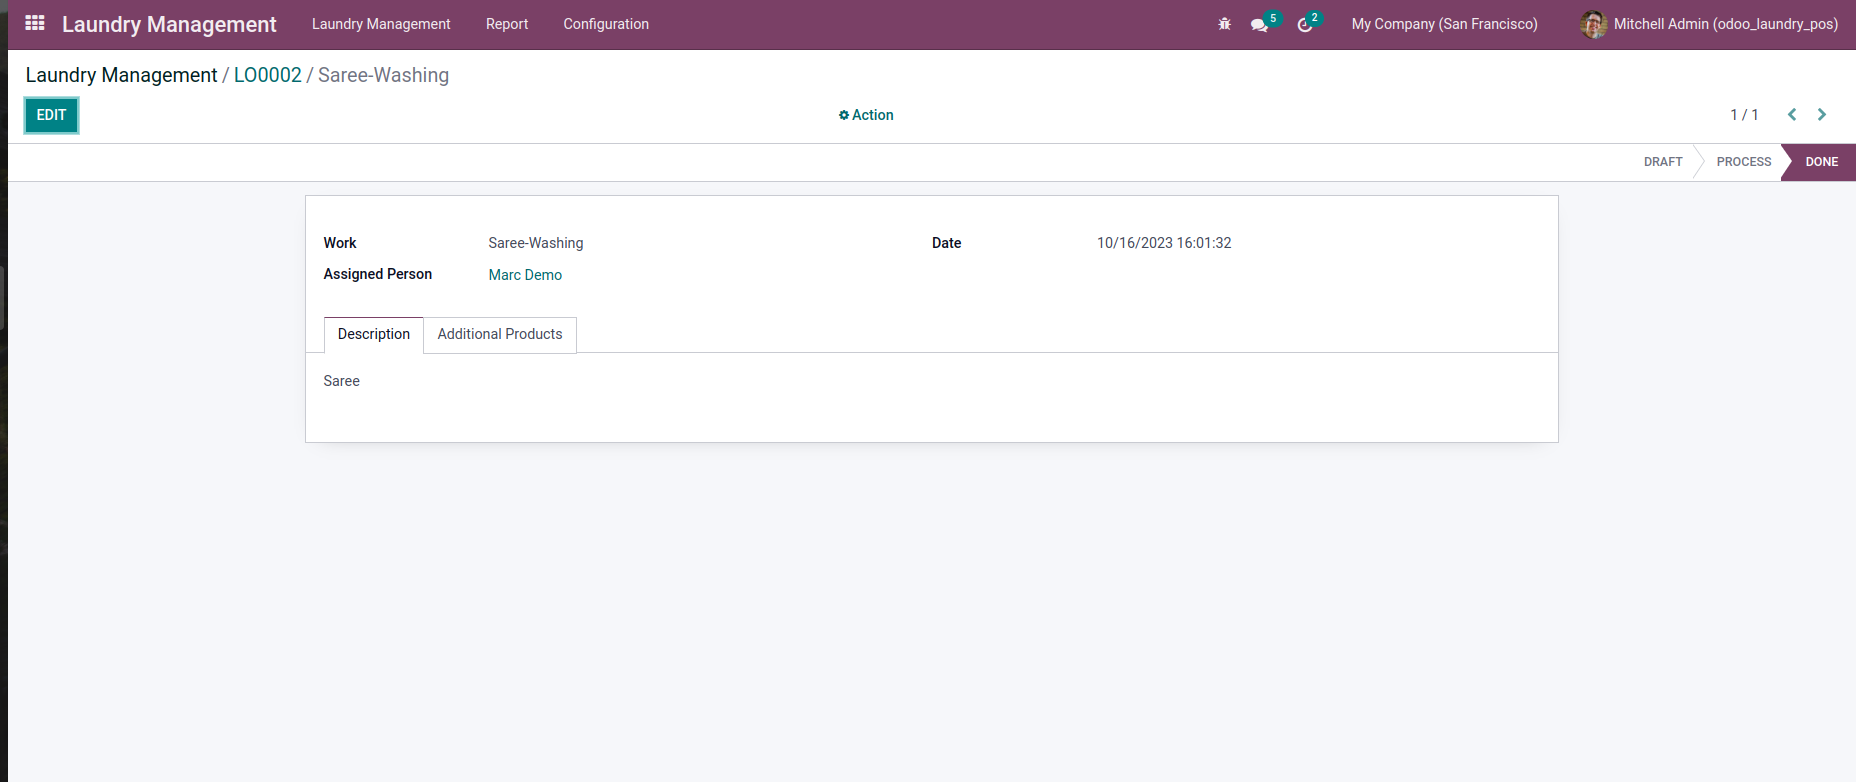 Laundry Management Laundry Management Report Configuration 5 2 My Company (San Francisco) Mitchell Admin (odoo_laundry_pos)
Laundry Management / LO0002 / Saree-Washing
EDIT Action 1 / 1
DRAFT PROCESS DONE
Work Saree-Washing Date 10/16/2023 16:01:32
Assigned Person Marc Demo
Description Additional Products
Saree